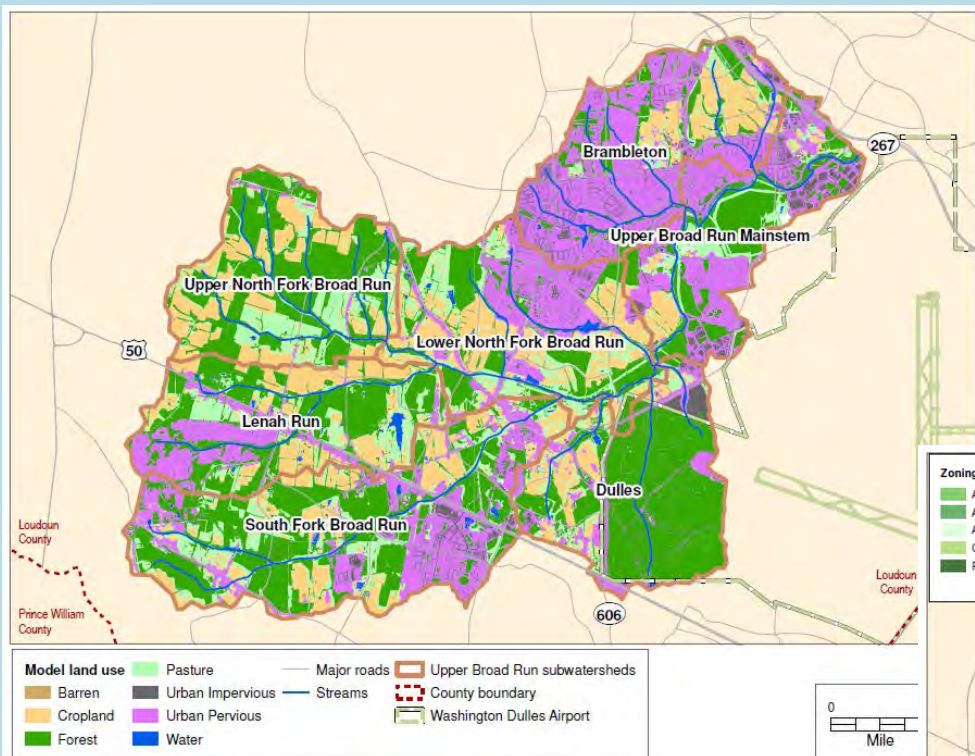 267
Brambleton
Upper Broad Run Mainstem
Upper North Fork Broad Run
50
Lower North Fork Broad Run
Lenah Run
Dulles
South Fork Broad Run
Loudoun
County
Prince William
County
606
Loudoun
County
Zoning
A
A
A
Model land use
Barren
Cropland
Forest
Pasture
Urban Impervious
Urban Pervious
Water
Major roads
Streams
Upper Broad Run subwatersheds
County boundary
Washington Dulles Airport
0
Mile